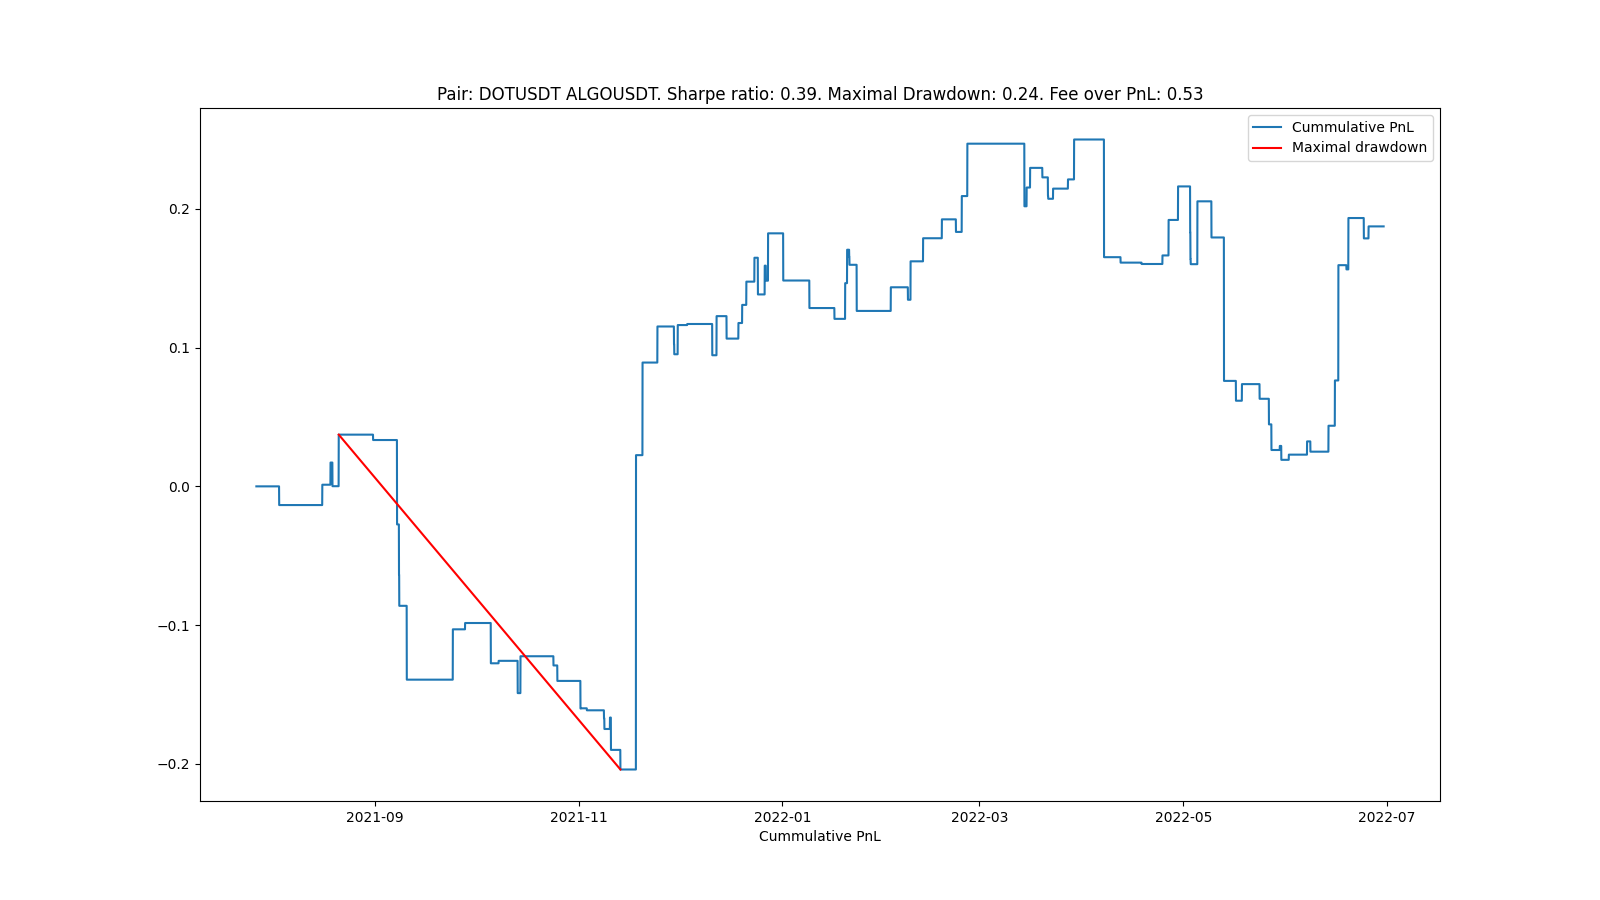 Pair: DOTUSDT ALGOUSDT. Sharpe ratio: 0.39. Maximal Drawdown: 0.24. Fee over PnL: 0.53
Cummulative PnL
Maximal drawdown
0.2
0.1
0.0
−0.1
−0.2
2021-09 2021-11 2022-01 2022-03 2022-05 2022-07
Cummulative PnL